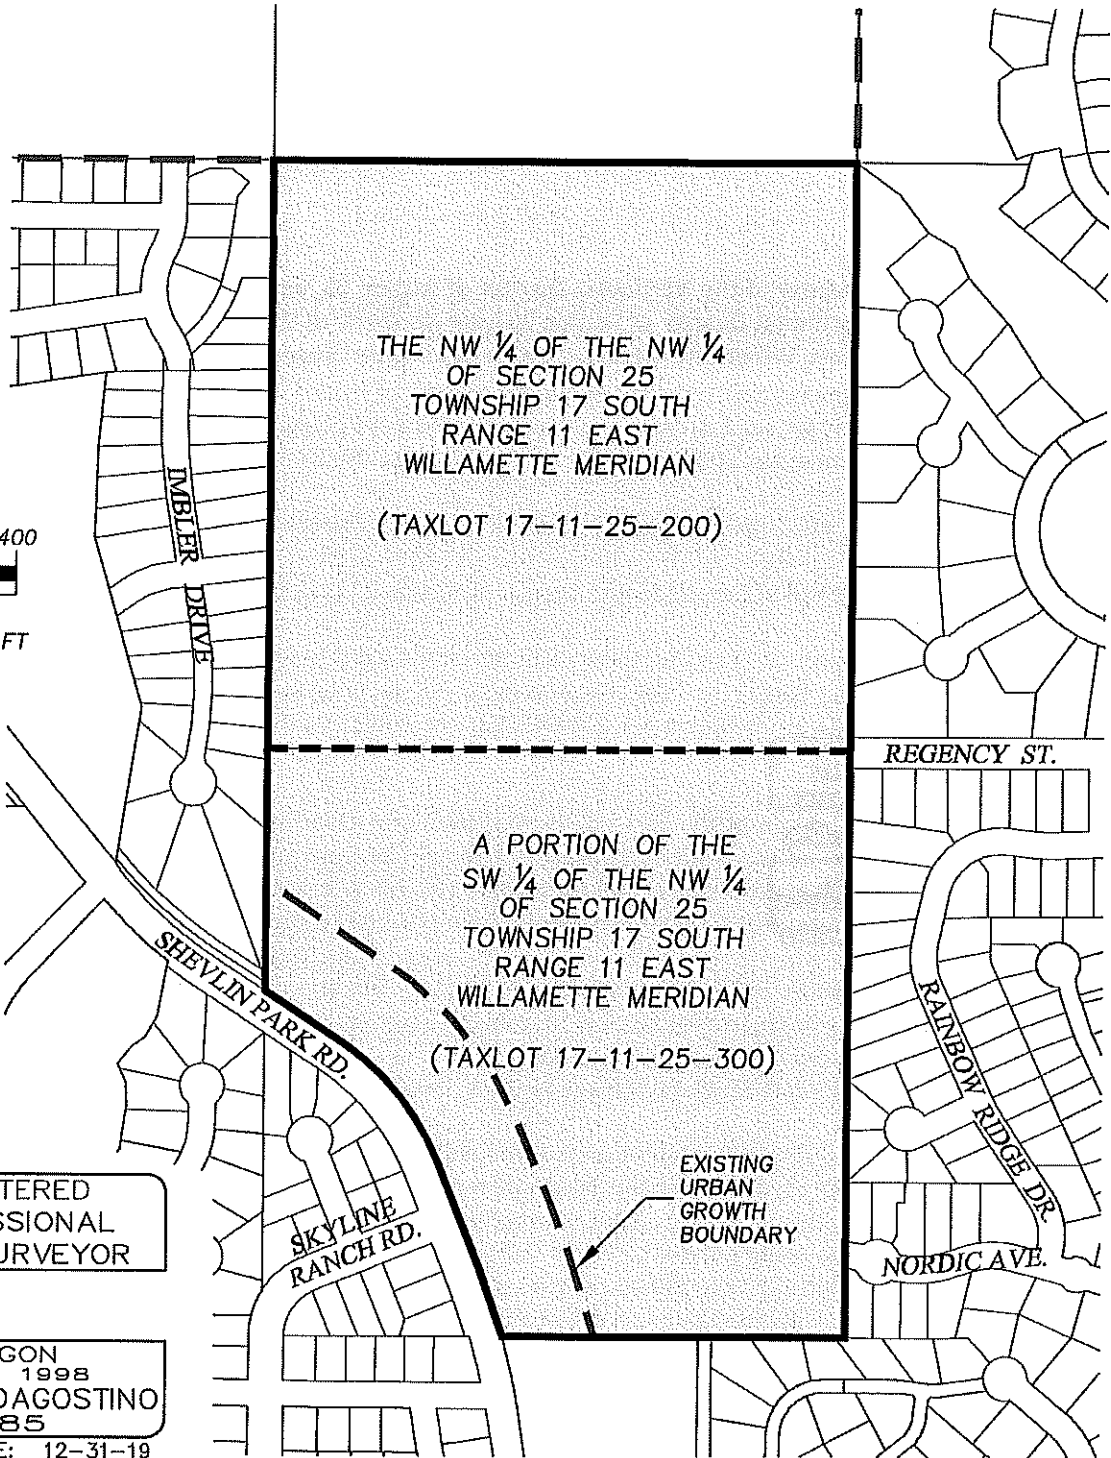 THE NW ¼ OF THE NW ¼
OF SECTION 25
TOWNSHIP 17 SOUTH
RANGE 11 EAST
WILLAMETTE MERIDIAN
(TAXLOT 17-11-25-200)
IMBLER DRIVE
400
FT
REGENCY ST.
A PORTION OF THE
SW ¼ OF THE NW ¼
OF SECTION 25
TOWNSHIP 17 SOUTH
RANGE 11 EAST
WILLAMETTE MERIDIAN
(TAXLOT 17-11-25-300)
SHEVLIN PARK RD.
RAINBOW RIDGE DR.
EXISTING
URBAN
GROWTH
BOUNDARY
SKYLINE
RANCH RD.
NORDIC AVE.
TERED
SSIONAL
URVEYOR
GON
1998
DAGOSTINO
85
E: 12-31-19